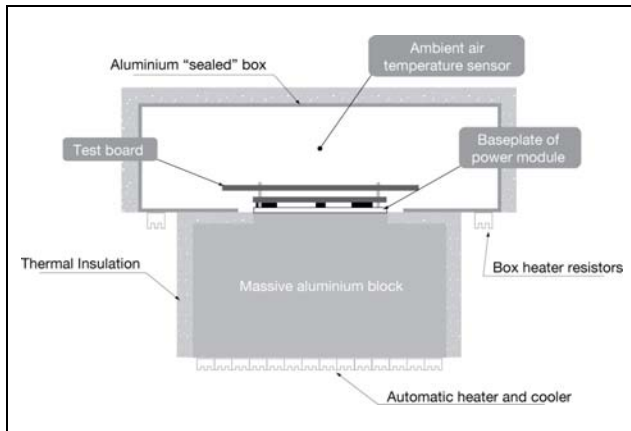 Ambient air
temperature sensor
Aluminium “sealed” box
Test board
Baseplate of
power module
Thermal Insulation
Massive aluminium block
Box heater resistors
Automatic heater and cooler